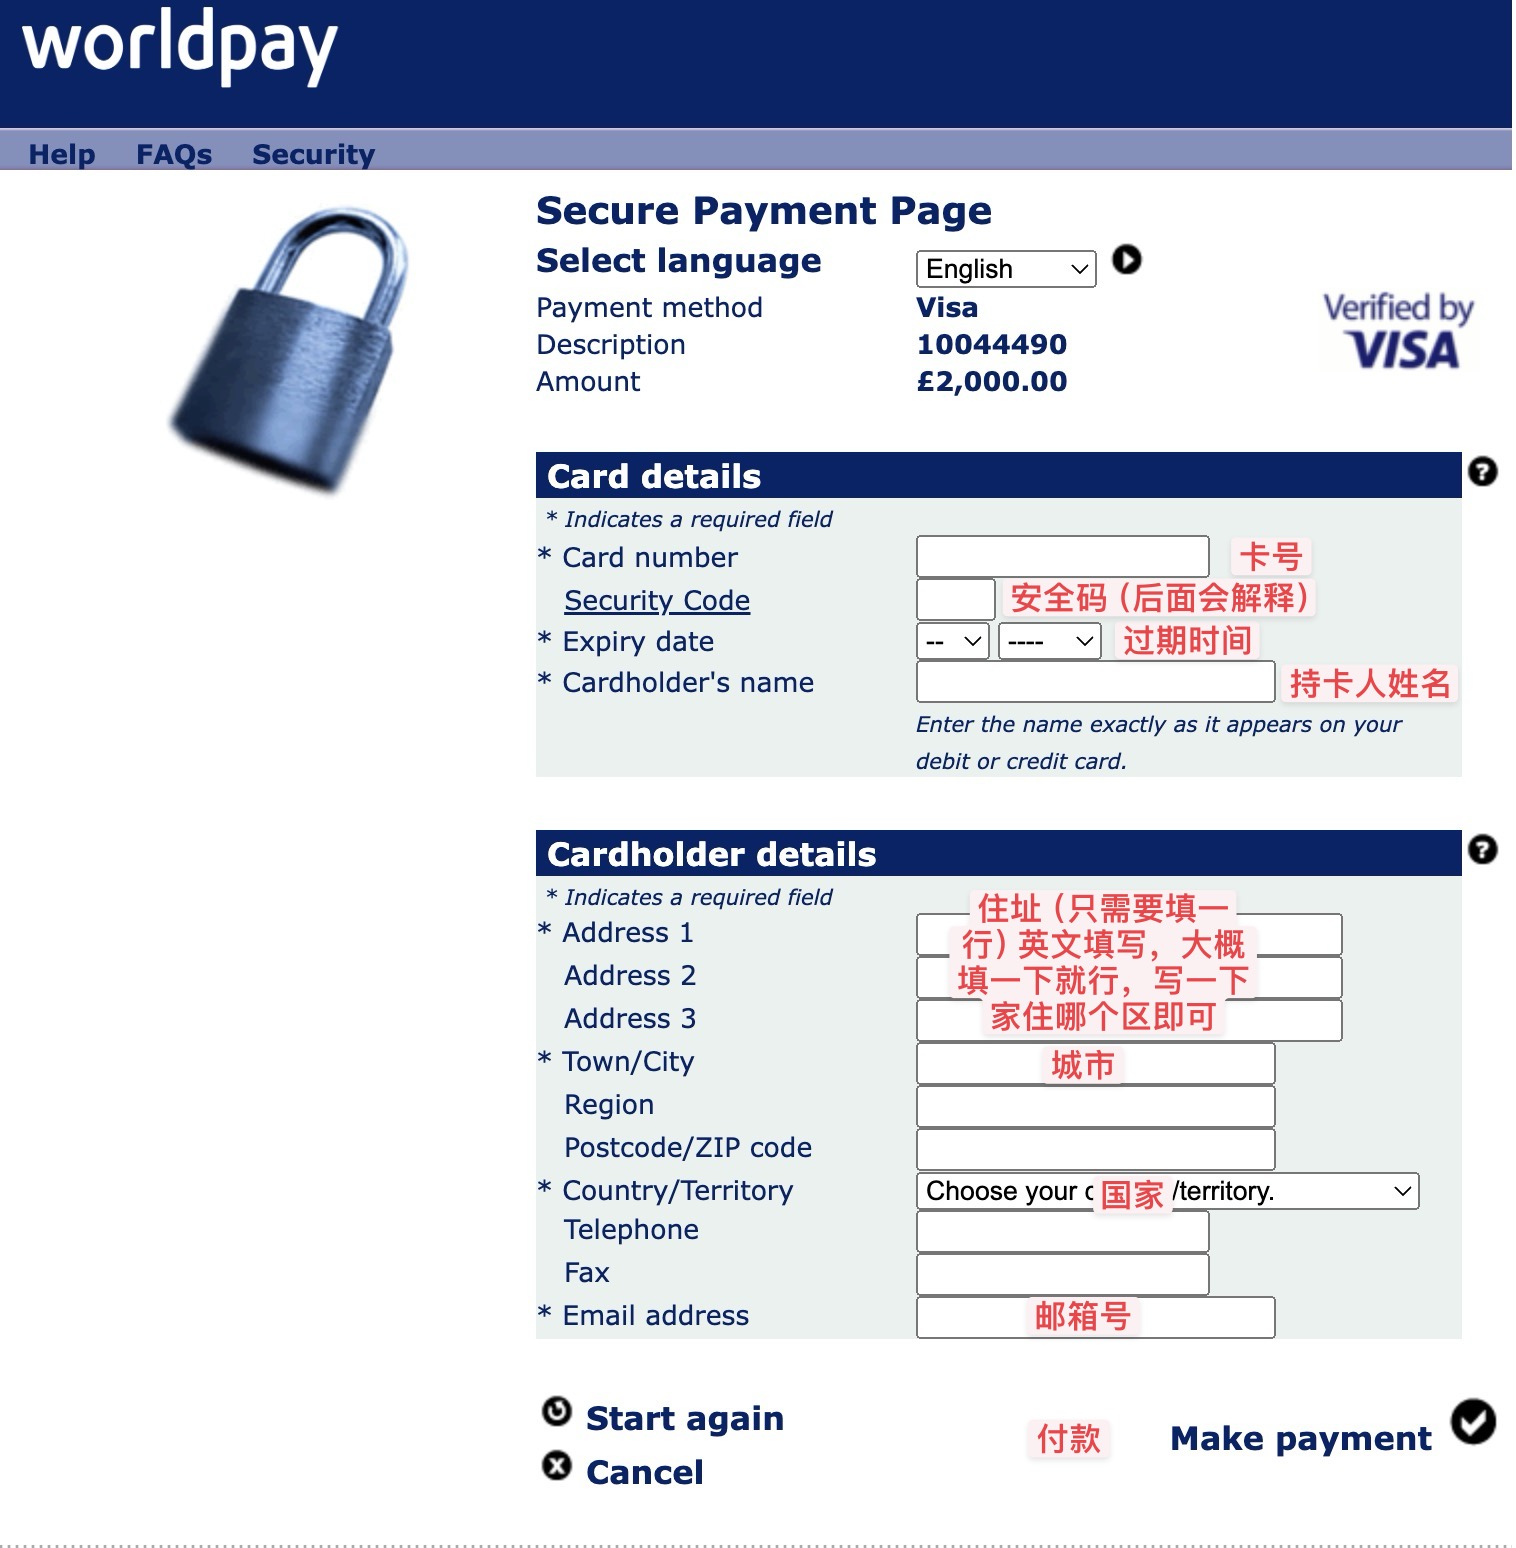 worldpay
Help FAQs Security
Secure Payment Page
Select language English
Payment method Visa
Description 10044490
Amount £2,000.00
Verified by
VISA
Card details ?
* Indicates a required field
* Card number 卡号
Security Code 安全码（后面会解释）
* Expiry date -- ---- 过期时间
* Cardholder's name 持卡人姓名
Enter the name exactly as it appears on your
debit or credit card.
Cardholder details ?
* Indicates a required field
住址（只需要填一
行）英文填写，大概
填一下就行，写一下
家住哪个区即可
* Address 1
Address 2
Address 3
* Town/City 城市
Region
Postcode/ZIP code
* Country/Territory Choose your c 国家 /territory.
Telephone
Fax
* Email address 邮箱号
Start again
付款 Make payment
Cancel